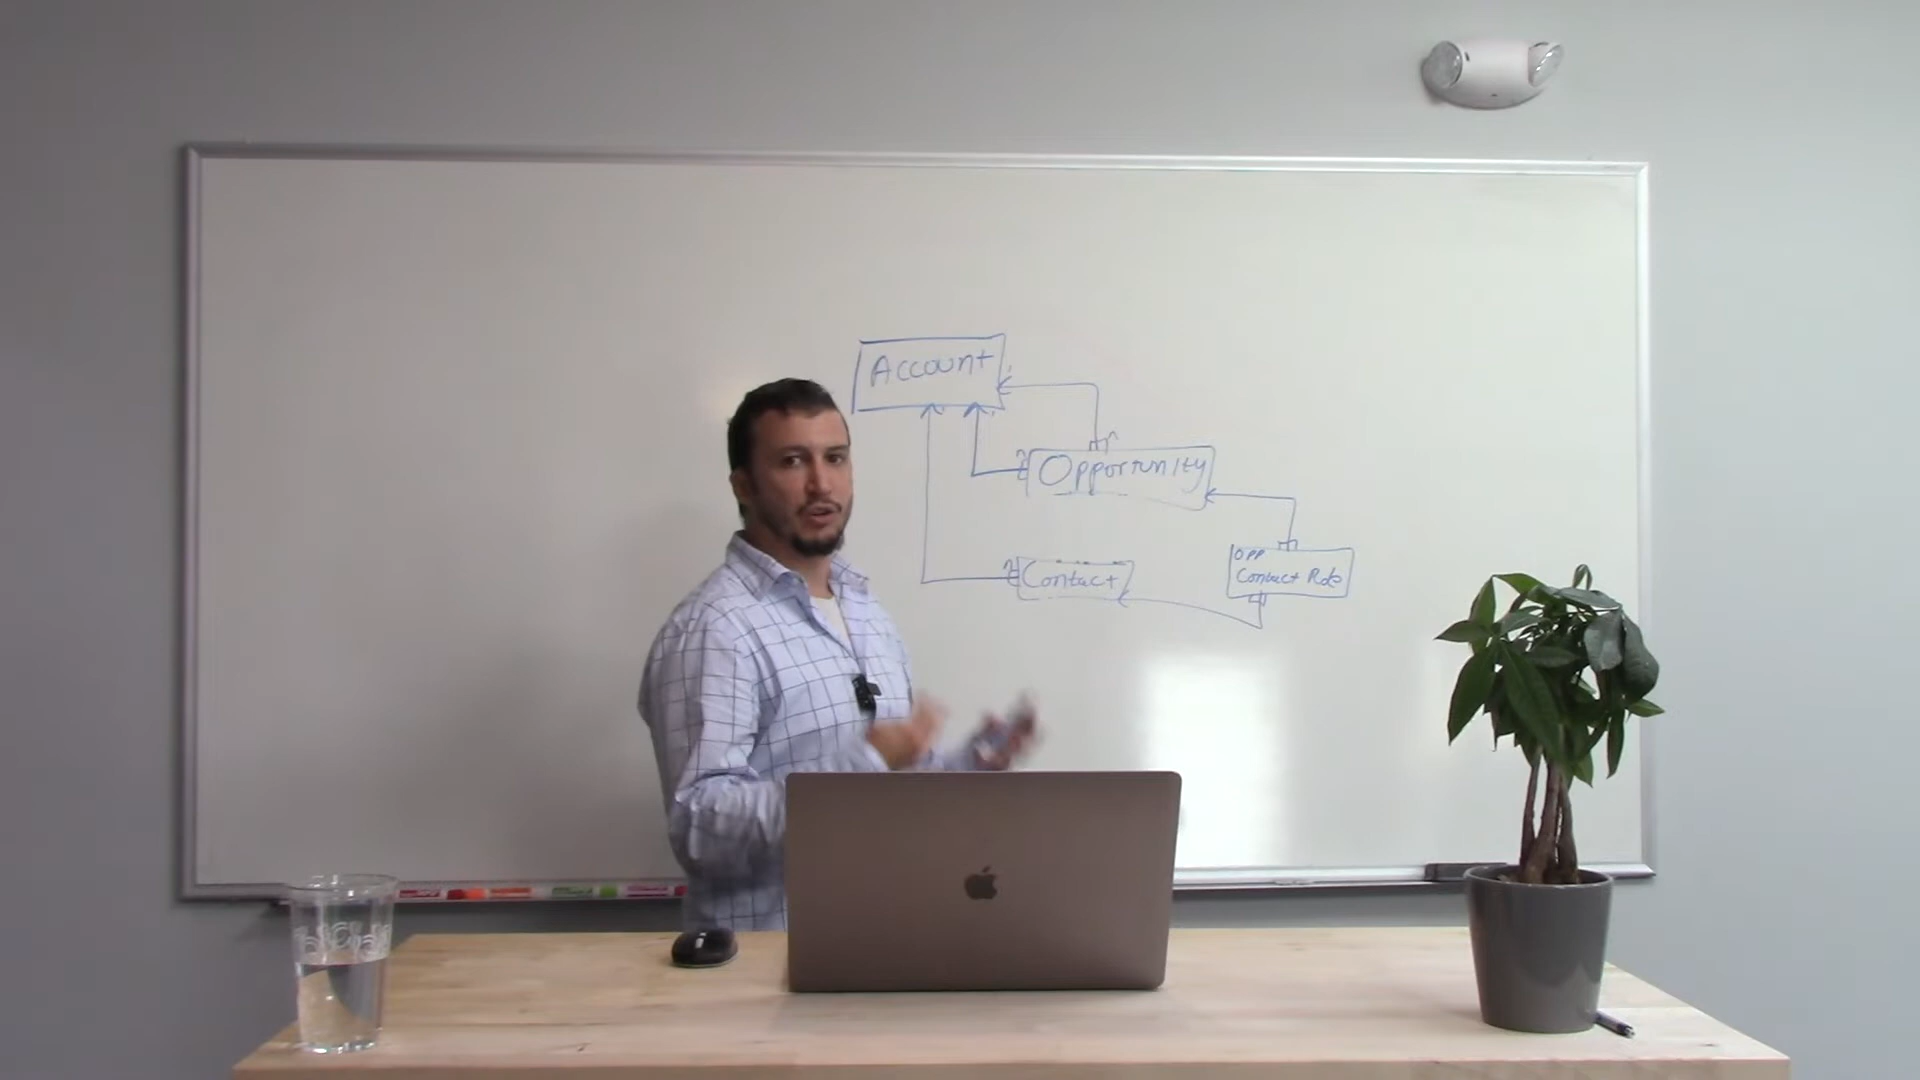 Account
Opportunity
Contact
Opp
Contact Role